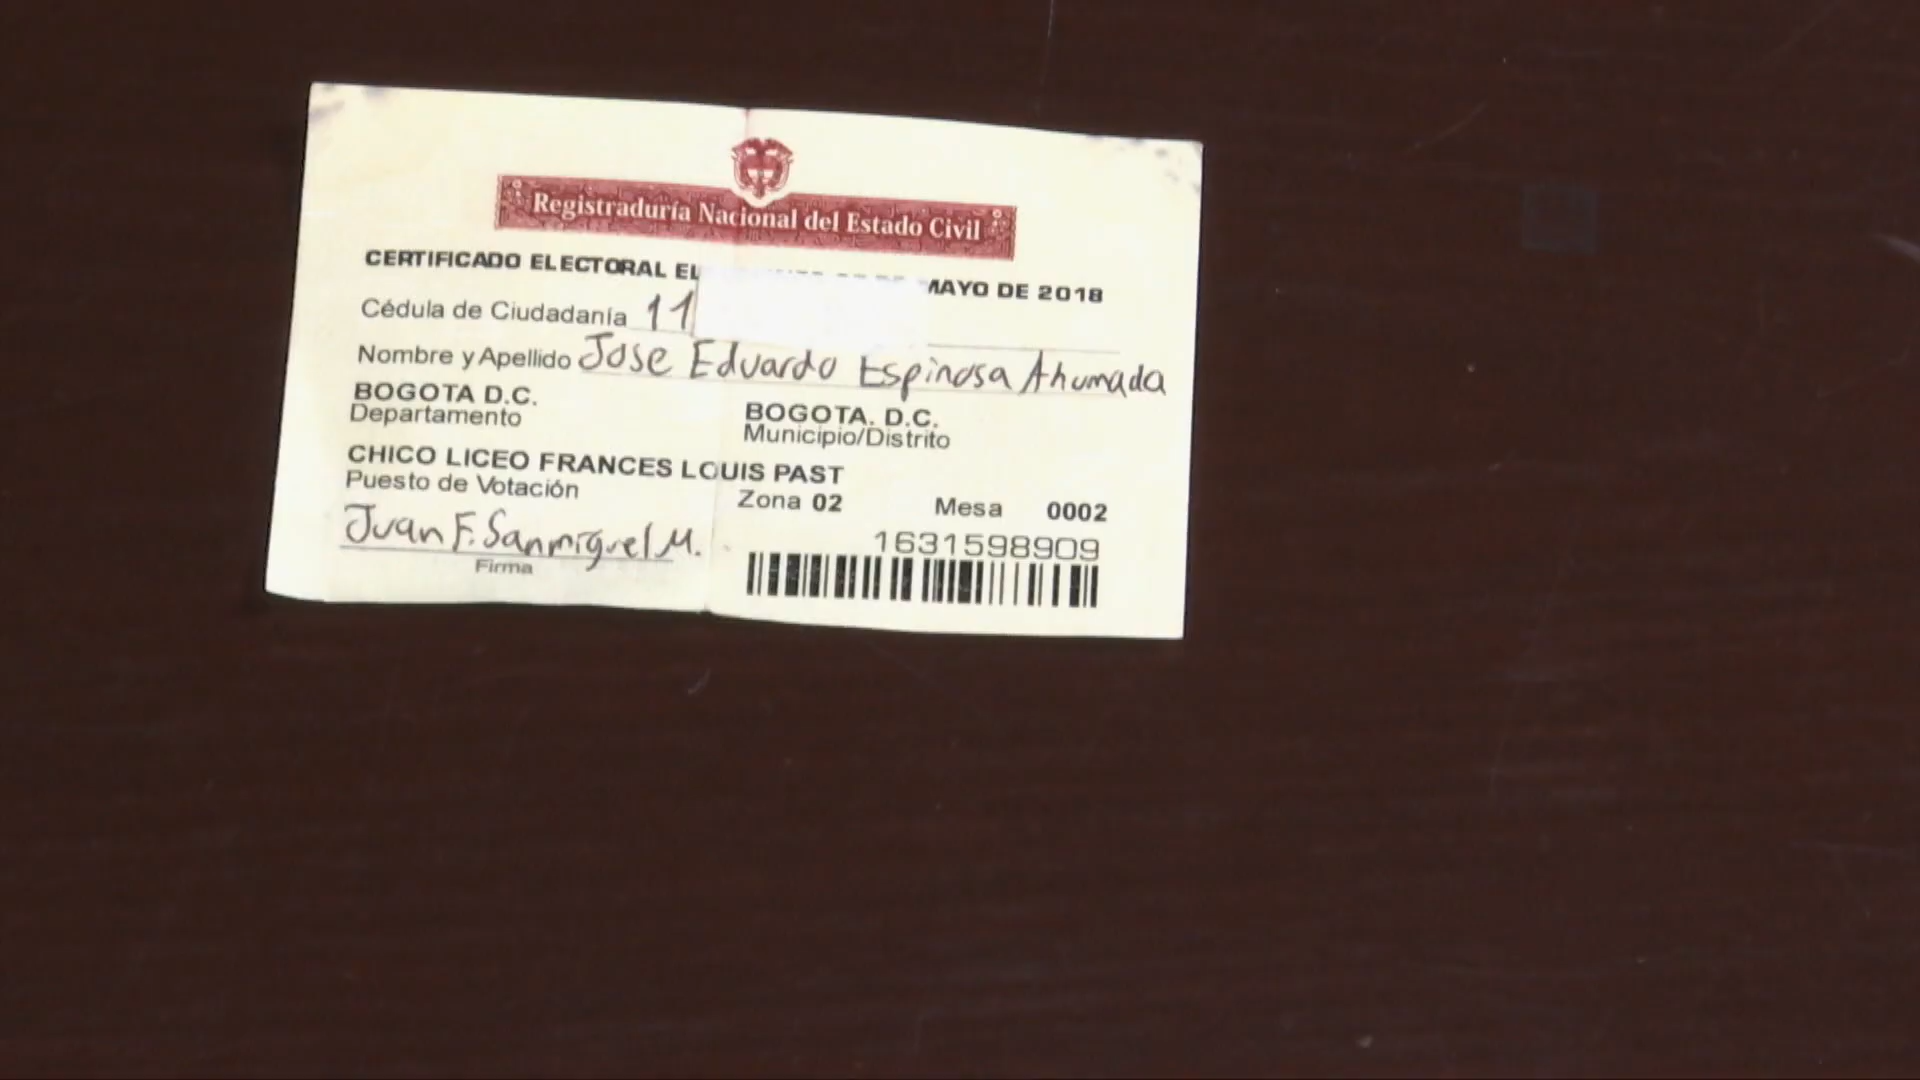 Registraduría Nacional del Estado Civil
CERTIFICADO ELECTORAL MAYO DE 2018
Cédula de Ciudadanía 11
Nombre y Apellido Jose Eduardo Espinosa Ahumada
BOGOTA D.C. BOGOTA. D.C.
Departamento Municipio/Distrito
CHICO LICEO FRANCES LOUIS PAST
Puesto de Votación Zona 02 Mesa 0002
Juan F. Sanmiguel M. 1631598909
Firma